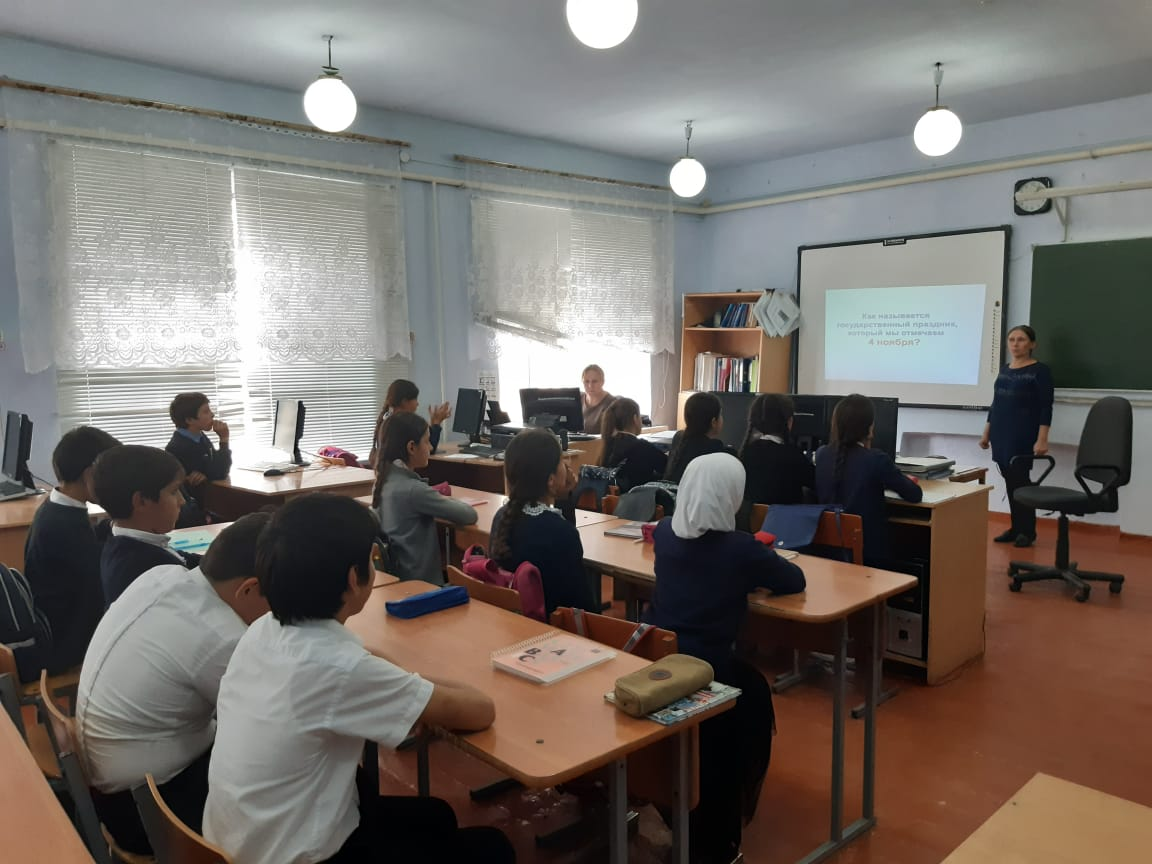 Как называется
государственный праздник,
который мы отмечаем
4 ноября?
B A
C